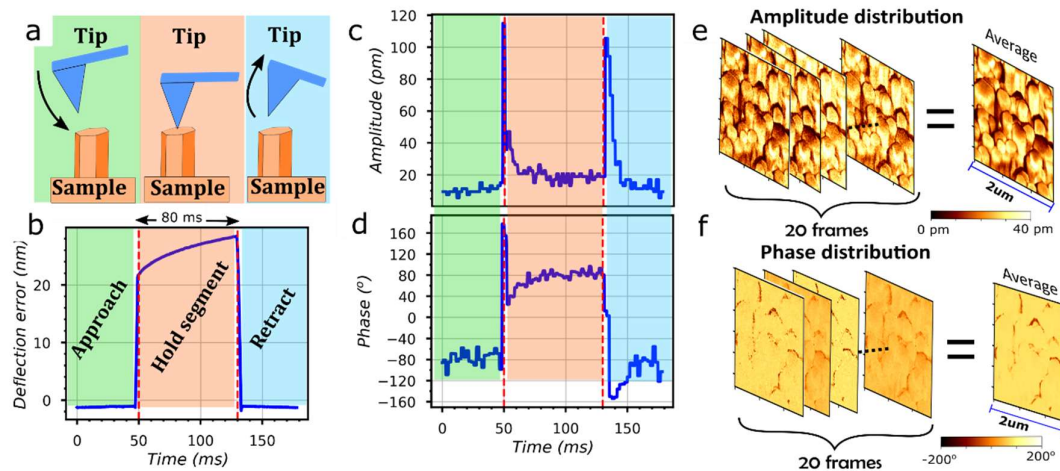 a
Tip
Tip
Tip
Sample
Sample
Sample
b
80 ms
Deflection error (nm)
20
10
0
Approach
Hold segment
Retract
0
50
100
150
Time (ms)
c
Amplitude (pm)
120
100
80
60
40
20
0
d
Phase (°)
160
120
80
40
0
−40
−80
−120
−160
0
50
100
150
Time (ms)
e
Amplitude distribution
Average
=
2um
20 frames
0 pm
40 pm
f
Phase distribution
Average
=
2um
20 frames
-200°
200°